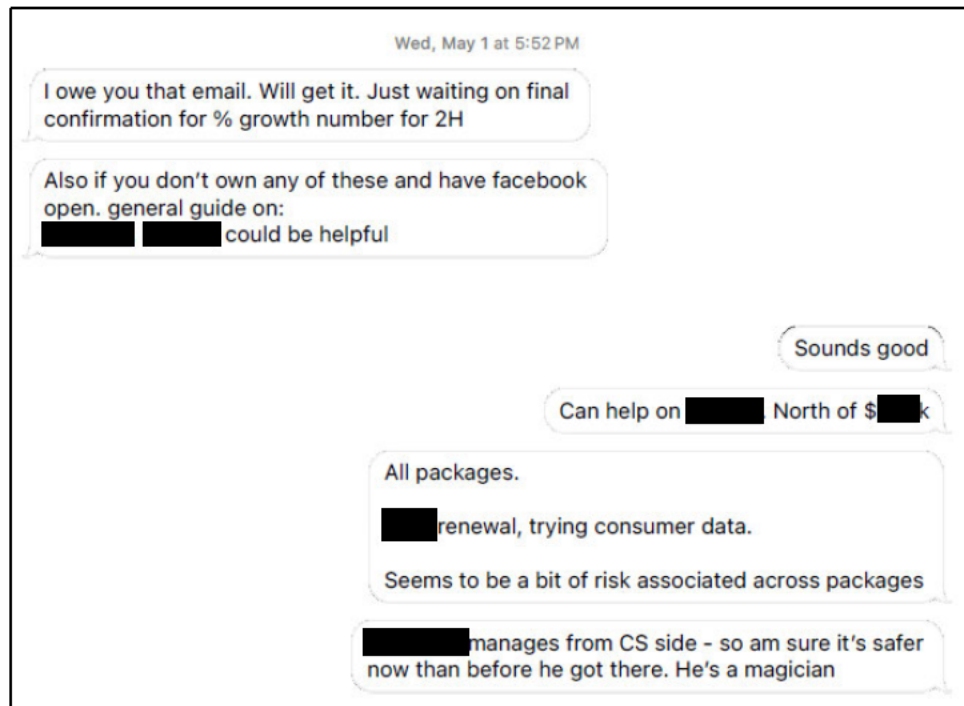 Wed, May 1 at 5:52 PM
I owe you that email. Will get it. Just waiting on final
confirmation for % growth number for 2H
Also if you don't own any of these and have facebook
open. general guide on:
could be helpful
Sounds good
Can help on . North of $ k
All packages.
renewal, trying consumer data.
Seems to be a bit of risk associated across packages
manages from CS side - so am sure it's safer
now than before he got there. He's a magician